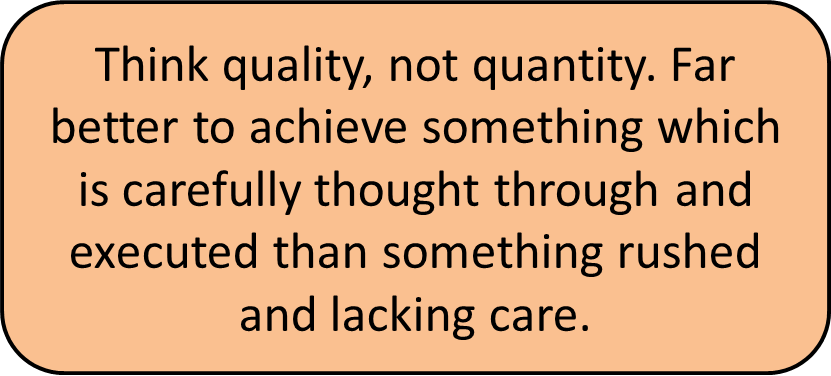 Think quality, not quantity. Far
better to achieve something which
is carefully thought through and
executed than something rushed
and lacking care.